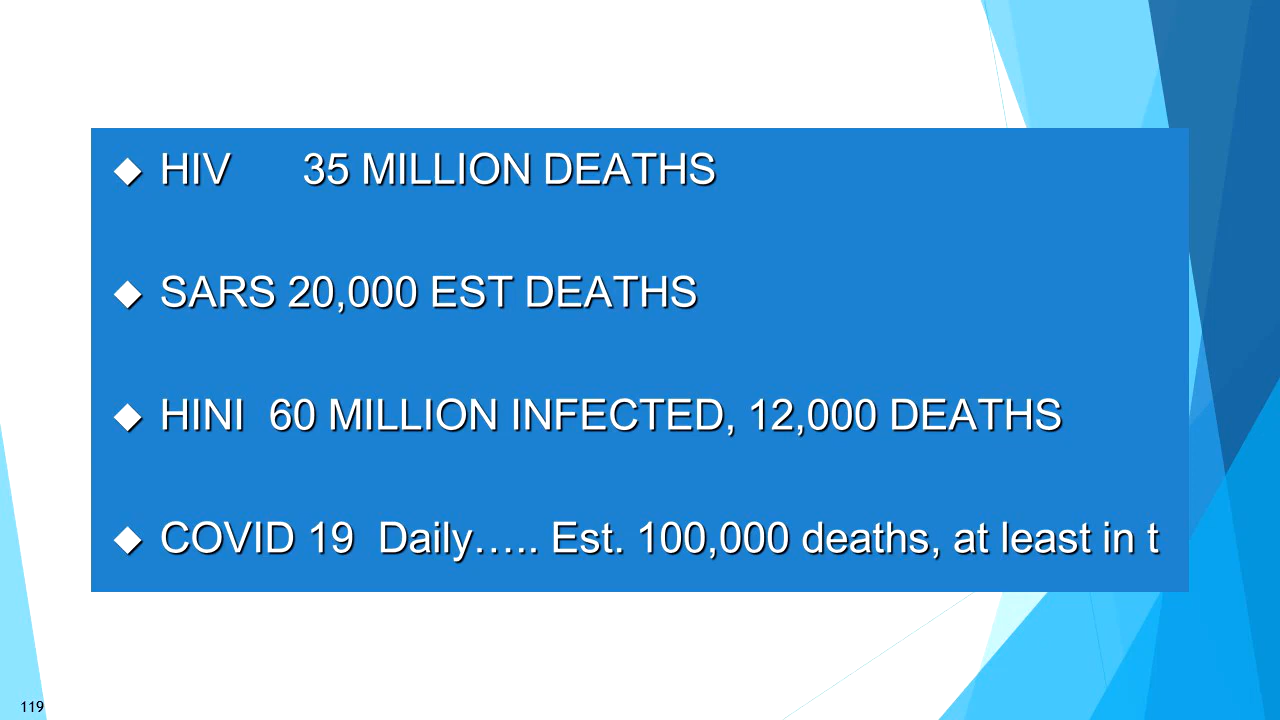 HIV 35 MILLION DEATHS
SARS 20,000 EST DEATHS
HINI 60 MILLION INFECTED, 12,000 DEATHS
COVID 19 Daily….. Est. 100,000 deaths, at least in t
119